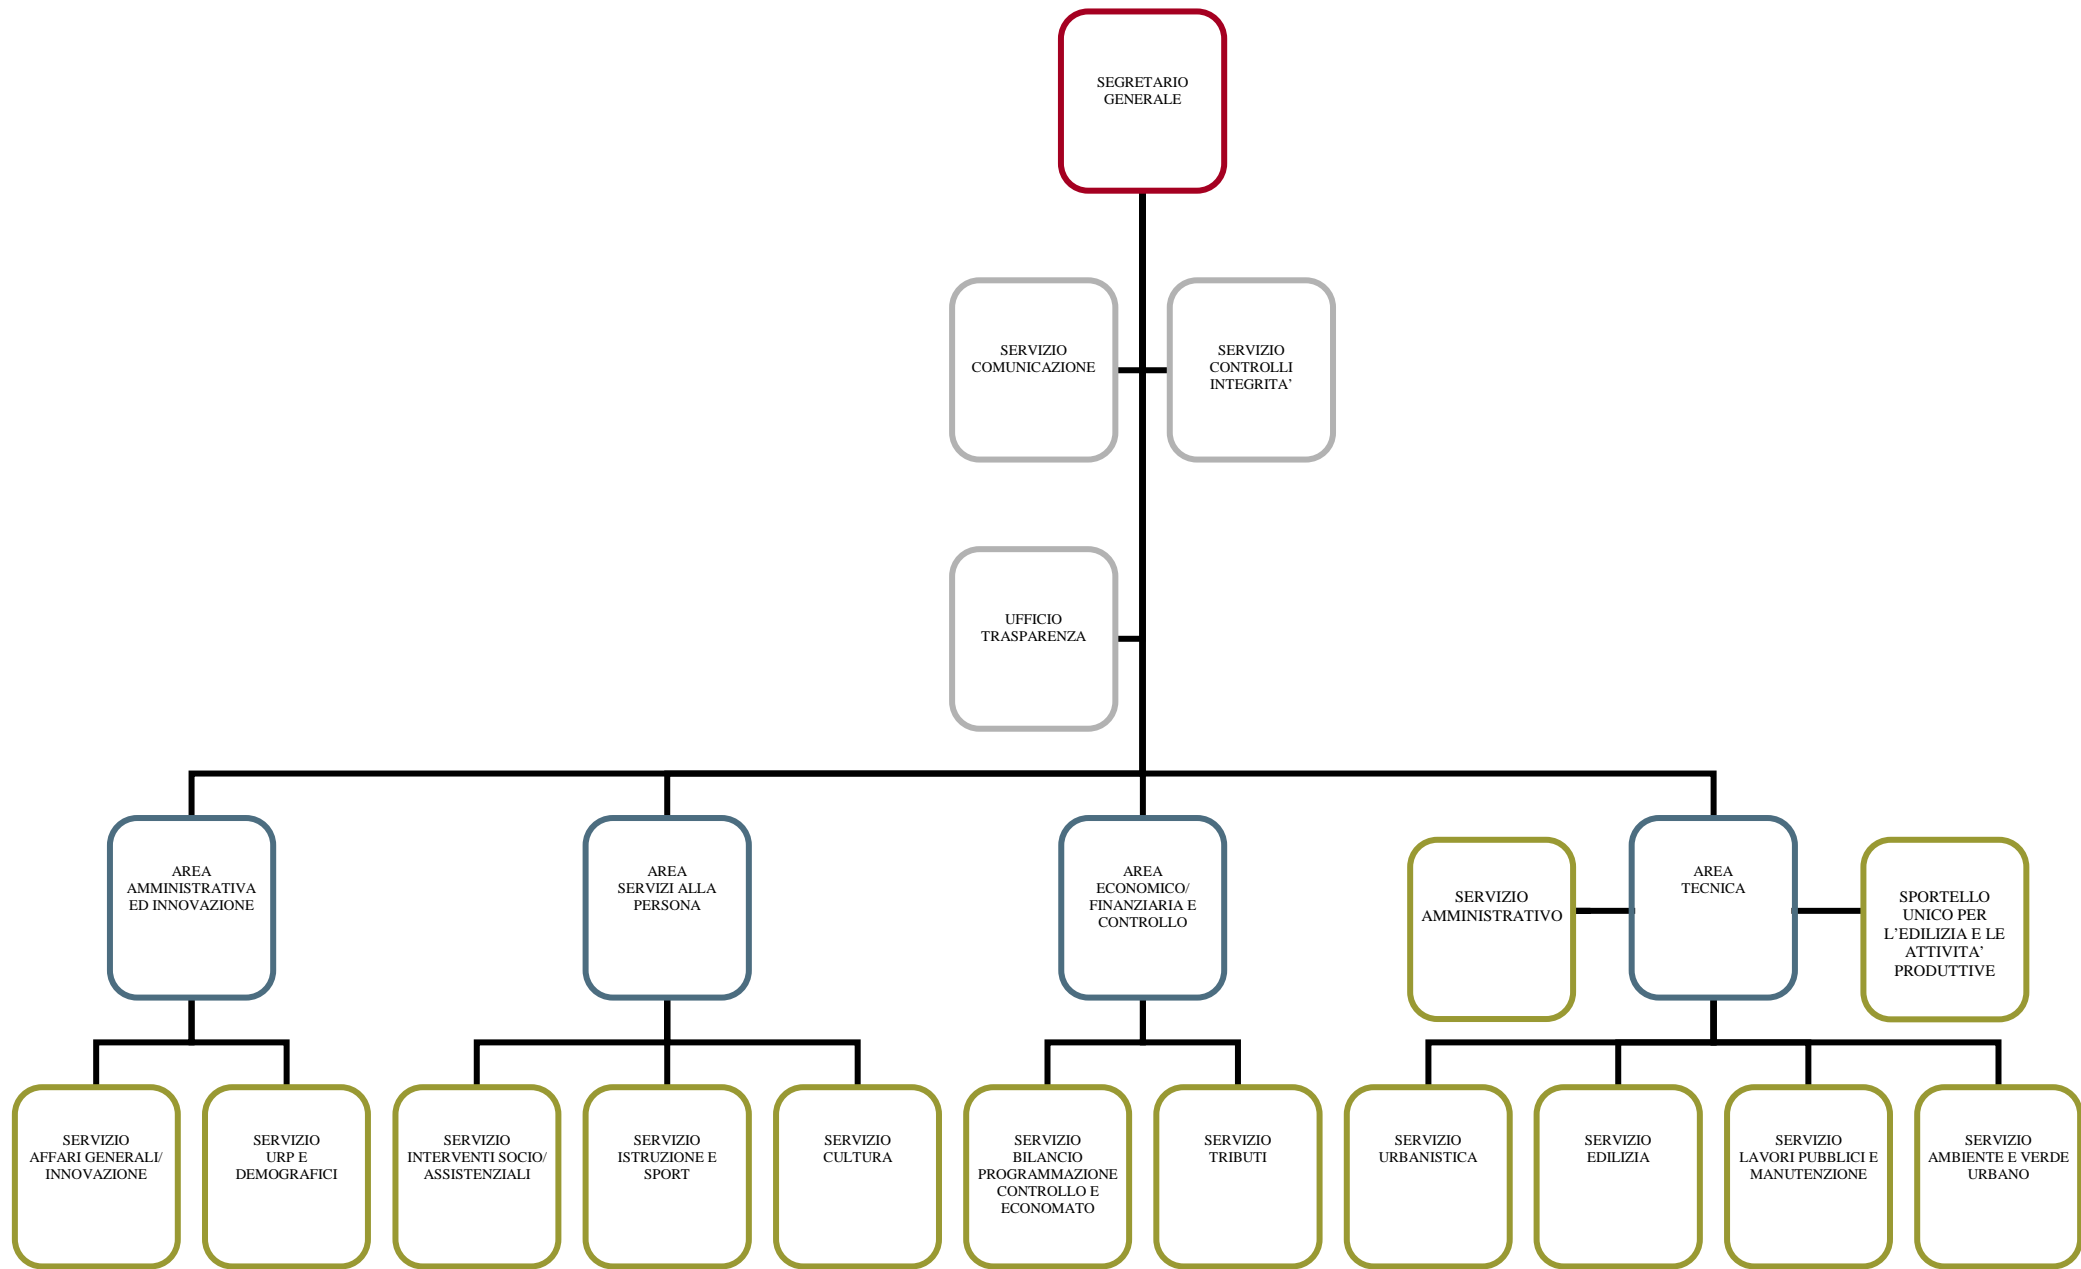 SEGRETARIO
GENERALE
SERVIZIO
COMUNICAZIONE
SERVIZIO
CONTROLLI
INTEGRITA’
UFFICIO
TRASPARENZA
AREA
AMMINISTRATIVA
ED INNOVAZIONE
AREA
SERVIZI ALLA
PERSONA
AREA
ECONOMICO/
FINANZIARIA E
CONTROLLO
SERVIZIO
AMMINISTRATIVO
AREA
TECNICA
SPORTELLO
UNICO PER
L’EDILIZIA E LE
ATTIVITA’
PRODUTTIVE
SERVIZIO
AFFARI GENERALI/
INNOVAZIONE
SERVIZIO
URP E
DEMOGRAFICI
SERVIZIO
INTERVENTI SOCIO/
ASSISTENZIALI
SERVIZIO
ISTRUZIONE E
SPORT
SERVIZIO
CULTURA
SERVIZIO
BILANCIO
PROGRAMMAZIONE
CONTROLLO E
ECONOMATO
SERVIZIO
TRIBUTI
SERVIZIO
URBANISTICA
SERVIZIO
EDILIZIA
SERVIZIO
LAVORI PUBBLICI E
MANUTENZIONE
SERVIZIO
AMBIENTE E VERDE
URBANO